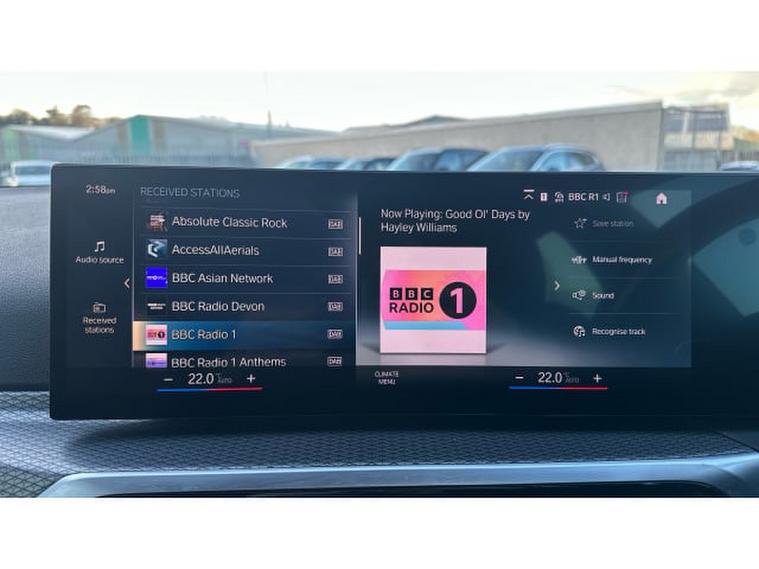 2:58pm
RECEIVED STATIONS
1
BBC R1
Absolute Classic Rock
DAB
AccessAllAerials
DAB
BBC Asian Network
DAB
BBC Radio Devon
DAB
BBC Radio 1
DAB
BBC Radio 1 Anthems
DAB
Audio source
Received
stations
Now Playing: Good Ol' Days by
Hayley Williams
BBC
RADIO 1
Save station
Manual frequency
Sound
Recognise track
− 22.0 AUTO +
CLIMATE
MENU
− 22.0 AUTO +